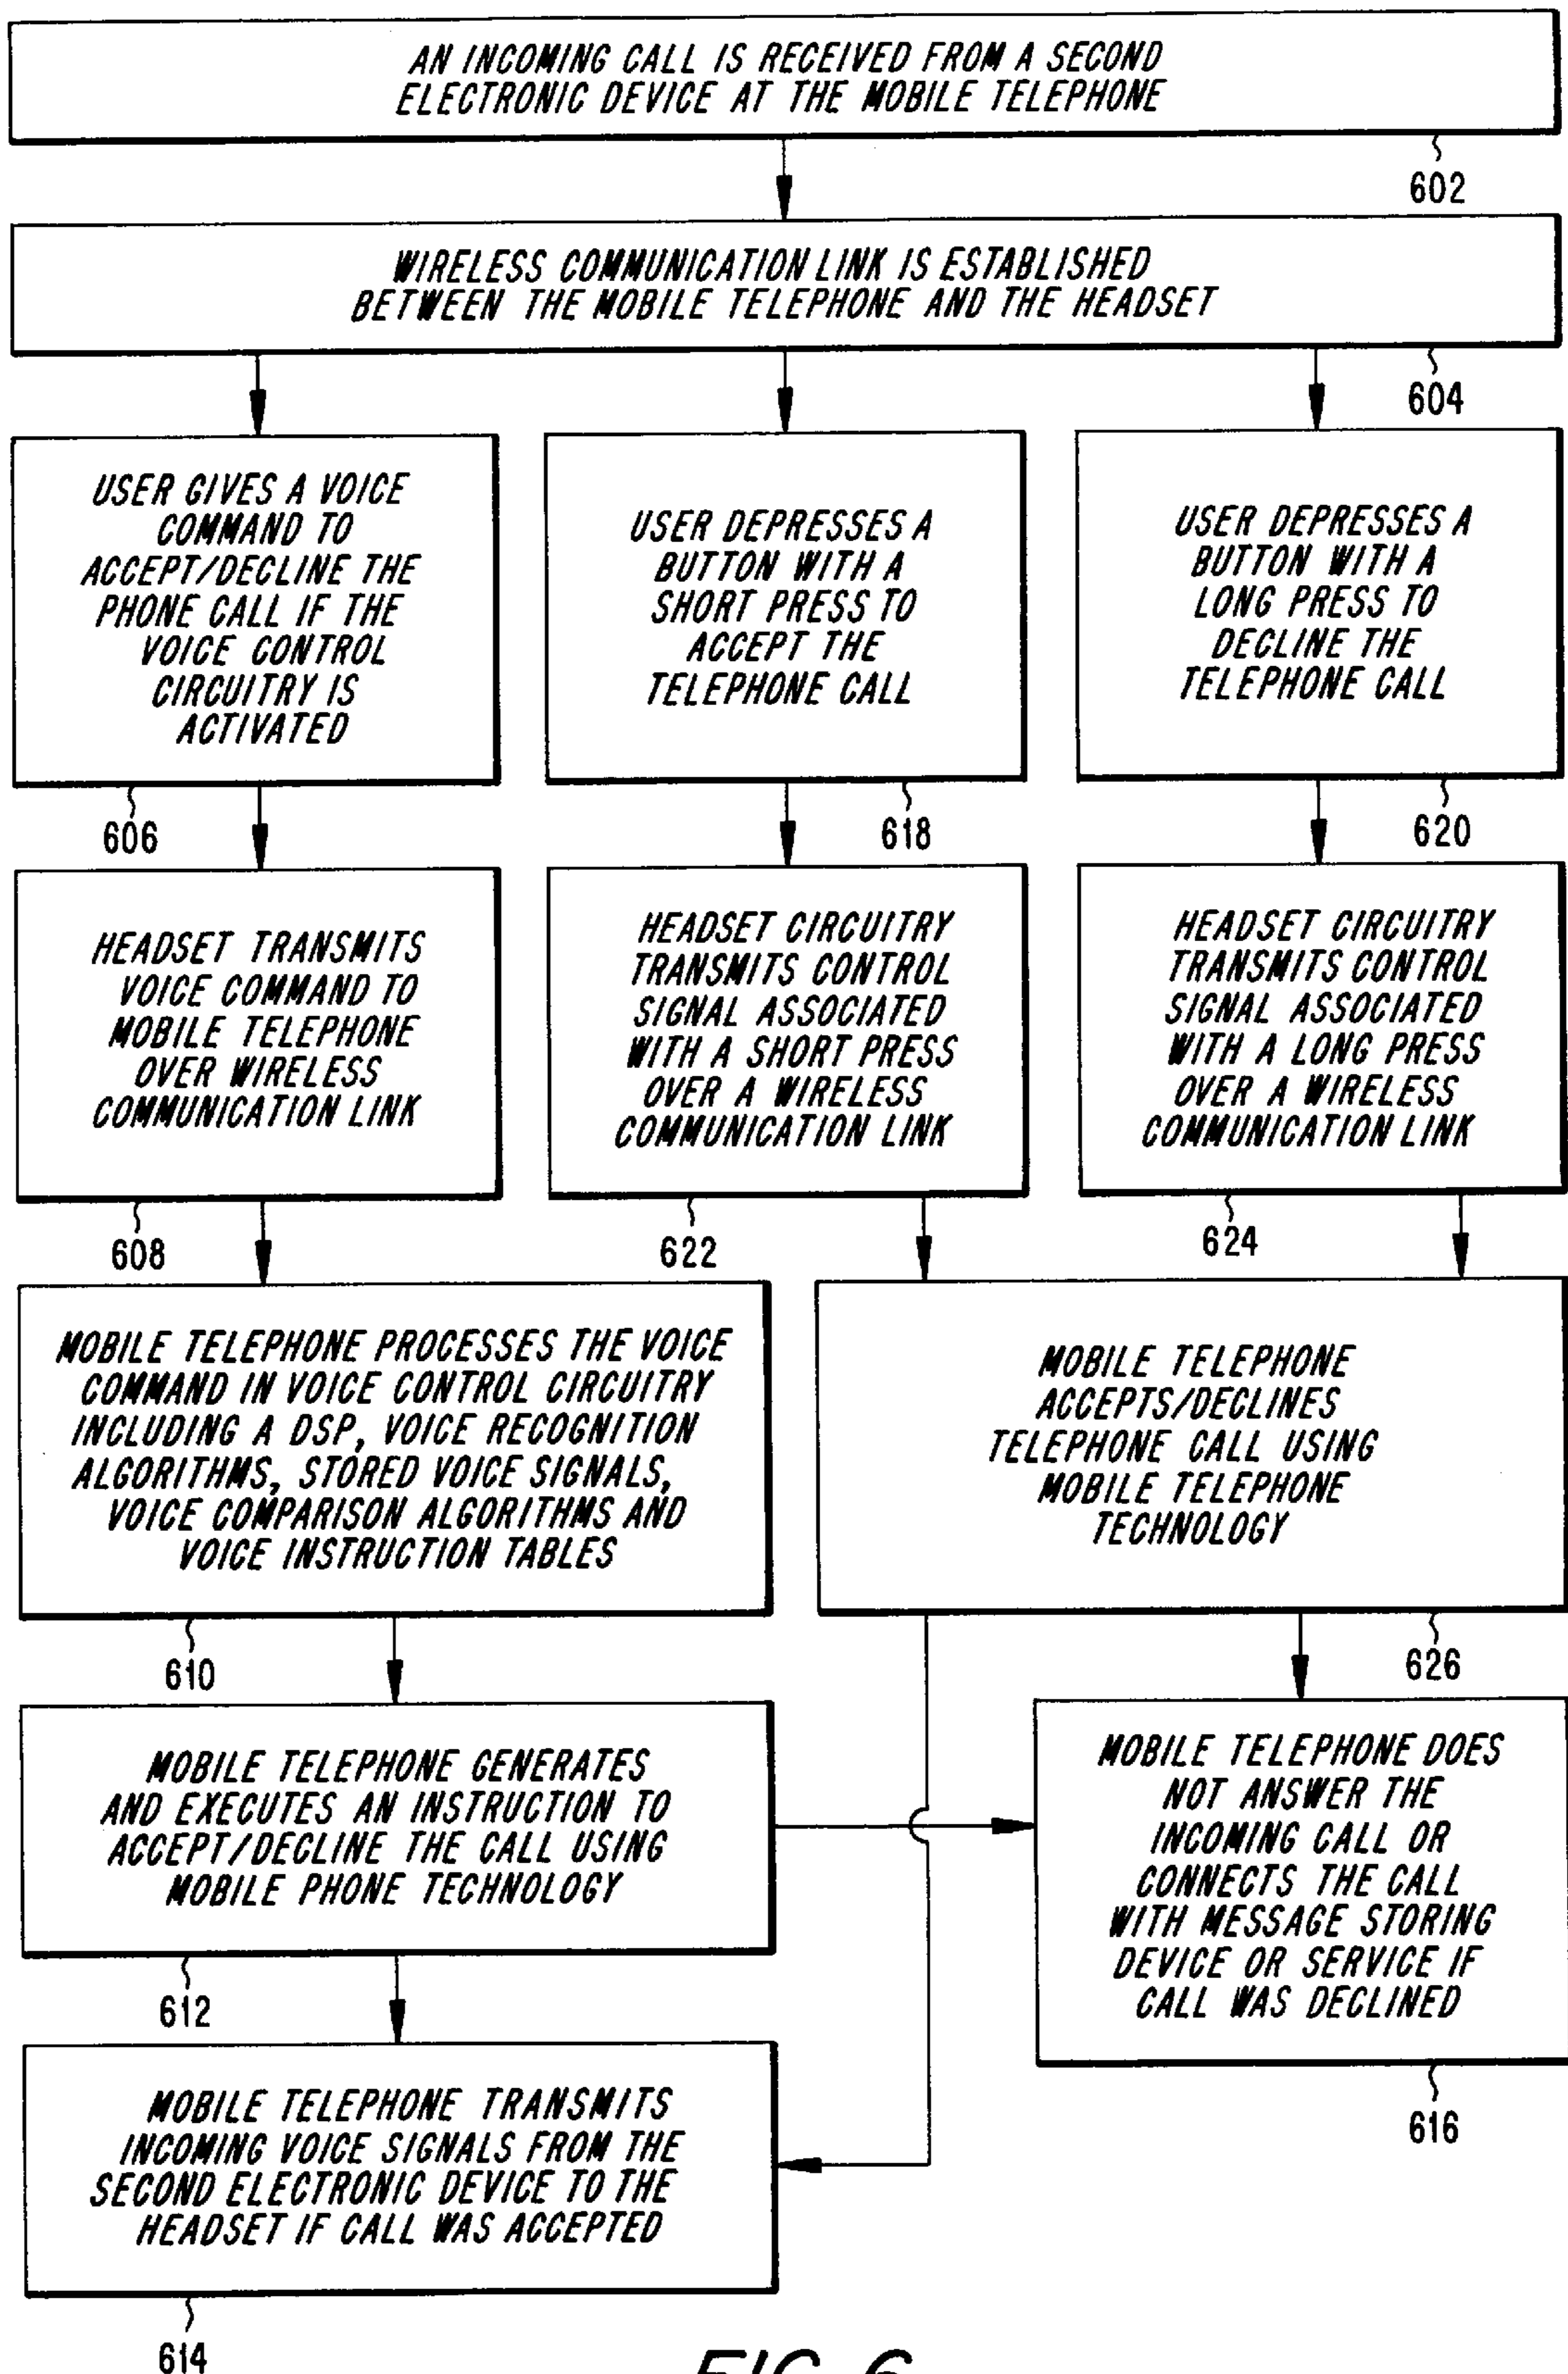 AN INCOMING CALL IS RECEIVED FROM A SECOND
ELECTRONIC DEVICE AT THE MOBILE TELEPHONE
602
WIRELESS COMMUNICATION LINK IS ESTABLISHED
BETWEEN THE MOBILE TELEPHONE AND THE HEADSET
604
USER GIVES A VOICE
COMMAND TO
ACCEPT/DECLINE THE
PHONE CALL IF THE
VOICE CONTROL
CIRCUITRY IS
ACTIVATED
606
USER DEPRESSES A
BUTTON WITH A
SHORT PRESS TO
ACCEPT THE
TELEPHONE CALL
618
USER DEPRESSES A
BUTTON WITH A
LONG PRESS TO
DECLINE THE
TELEPHONE CALL
620
HEADSET TRANSMITS
VOICE COMMAND TO
MOBILE TELEPHONE
OVER WIRELESS
COMMUNICATION LINK
608
HEADSET CIRCUITRY
TRANSMITS CONTROL
SIGNAL ASSOCIATED
WITH A SHORT PRESS
OVER A WIRELESS
COMMUNICATION LINK
622
HEADSET CIRCUITRY
TRANSMITS CONTROL
SIGNAL ASSOCIATED
WITH A LONG PRESS
OVER A WIRELESS
COMMUNICATION LINK
624
MOBILE TELEPHONE PROCESSES THE VOICE
COMMAND IN VOICE CONTROL CIRCUITRY
INCLUDING A DSP, VOICE RECOGNITION
ALGORITHMS, STORED VOICE SIGNALS,
VOICE COMPARISON ALGORITHMS AND
VOICE INSTRUCTION TABLES
610
MOBILE TELEPHONE
ACCEPTS/DECLINES
TELEPHONE CALL USING
MOBILE TELEPHONE
TECHNOLOGY
626
MOBILE TELEPHONE GENERATES
AND EXECUTES AN INSTRUCTION TO
ACCEPT/DECLINE THE CALL USING
MOBILE PHONE TECHNOLOGY
612
MOBILE TELEPHONE DOES
NOT ANSWER THE
INCOMING CALL OR
CONNECTS THE CALL
WITH MESSAGE STORING
DEVICE OR SERVICE IF
CALL WAS DECLINED
616
MOBILE TELEPHONE TRANSMITS
INCOMING VOICE SIGNALS FROM THE
SECOND ELECTRONIC DEVICE TO THE
HEADSET IF CALL WAS ACCEPTED
614
FIG. 6